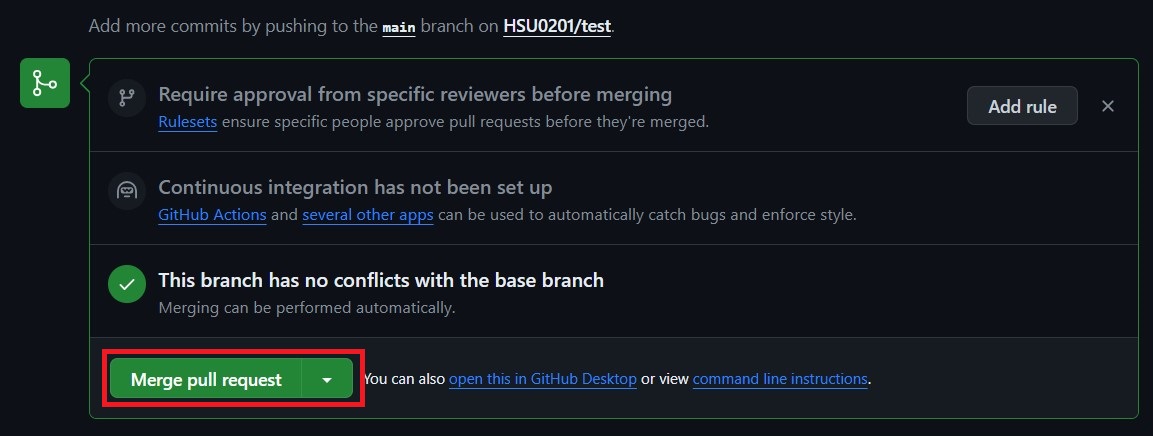 Add more commits by pushing to the main branch on HSU0201/test.
Require approval from specific reviewers before merging
Rulesets ensure specific people approve pull requests before they're merged.
Add rule
Continuous integration has not been set up
GitHub Actions and several other apps can be used to automatically catch bugs and enforce style.
This branch has no conflicts with the base branch
Merging can be performed automatically.
Merge pull request
You can also open this in GitHub Desktop or view command line instructions.